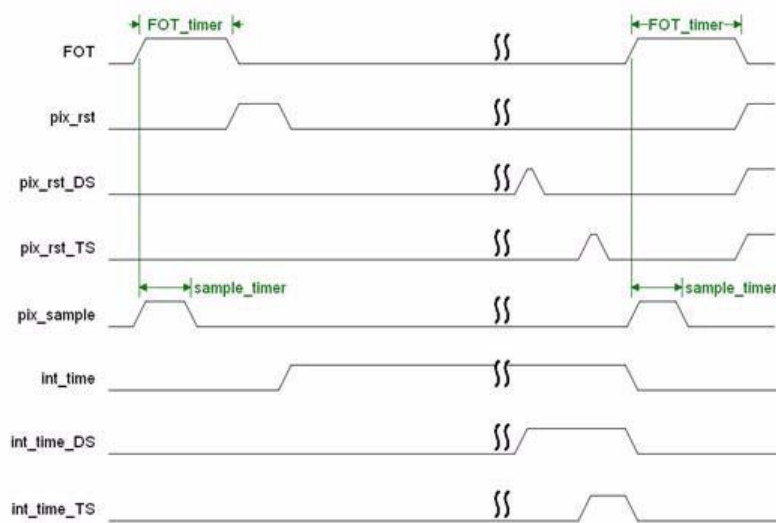 FOT_timer FOT_timer
FOT
pix_rst
pix_rst_DS
pix_rst_TS
sample_timer sample_timer
pix_sample
int_time
int_time_DS
int_time_TS